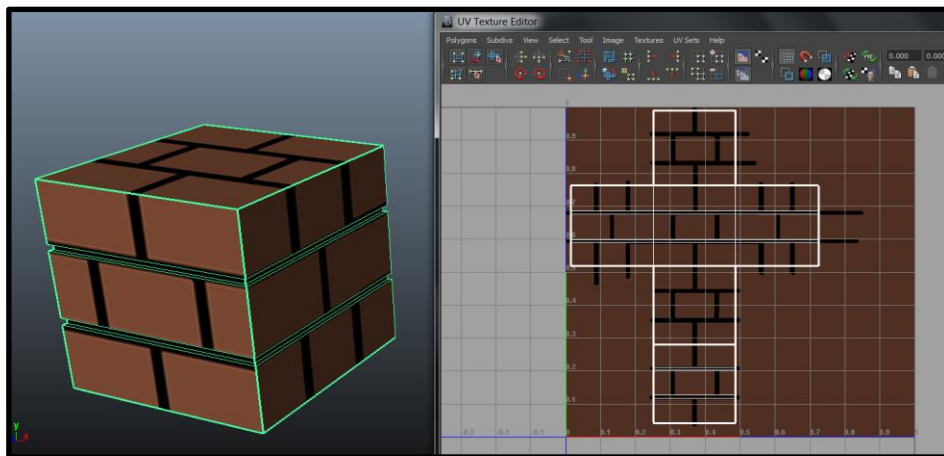 UV Texture Editor
Polygons Subdivs View Select Tool Image Textures UV Sets Help
0.000 0.000
1
0.9
0.8
0.7
0.6
0.5
0.4
0.3
0.2
0.1
-0.3 -0.2 -0.1 0 0.1 0.2 0.3 0.4 0.5 0.6 0.7 0.8 0.9
y
x